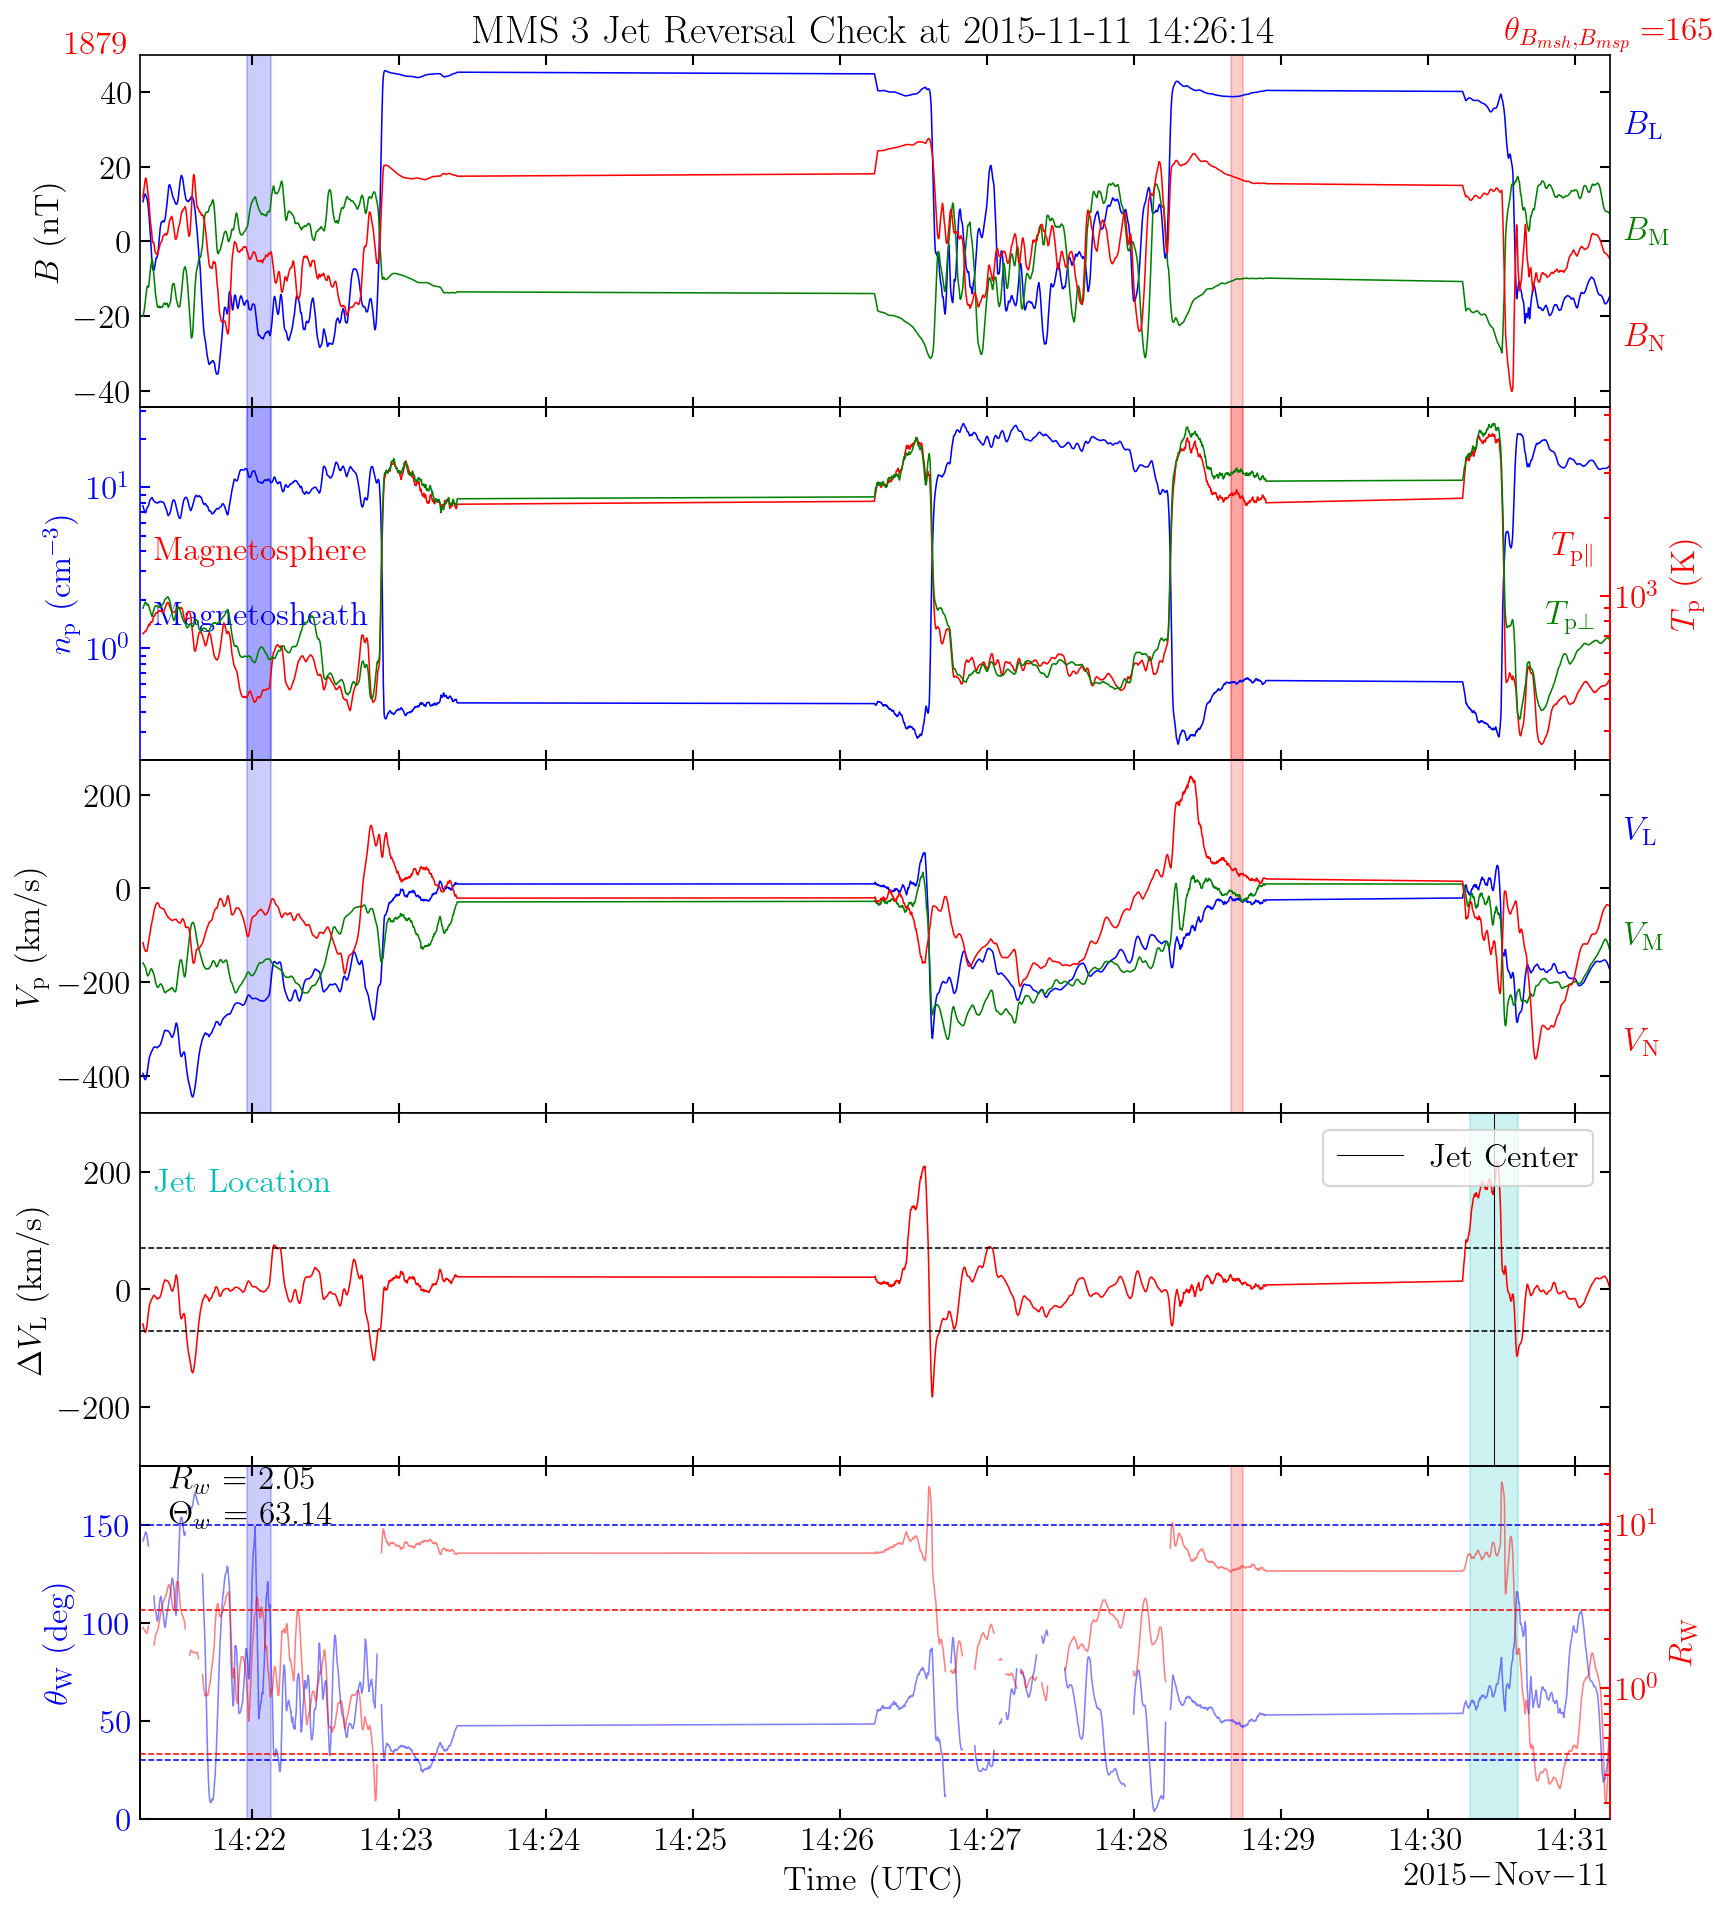 MMS 3 Jet Reversal Check at 2015-11-11 14:26:14
1879
θ_{B_{msh},B_{msp}} =165
B (nT)
40
20
0
−20
−40
B_L
B_M
B_N
n_p (cm^{−3})
10^1
10^0
Magnetosphere
Magnetosheath
T_{p∥}
T_{p⊥}
10^3
T_p (K)
V_p (km/s)
200
0
−200
−400
V_L
V_M
V_N
ΔV_L (km/s)
200
0
−200
Jet Location
Jet Center
R_w = 2.05
Θ_w = 63.14
θ_W (deg)
150
100
50
0
10^1
10^0
R_W
14:22 14:23 14:24 14:25 14:26 14:27 14:28 14:29 14:30 14:31
Time (UTC)
2015−Nov−11